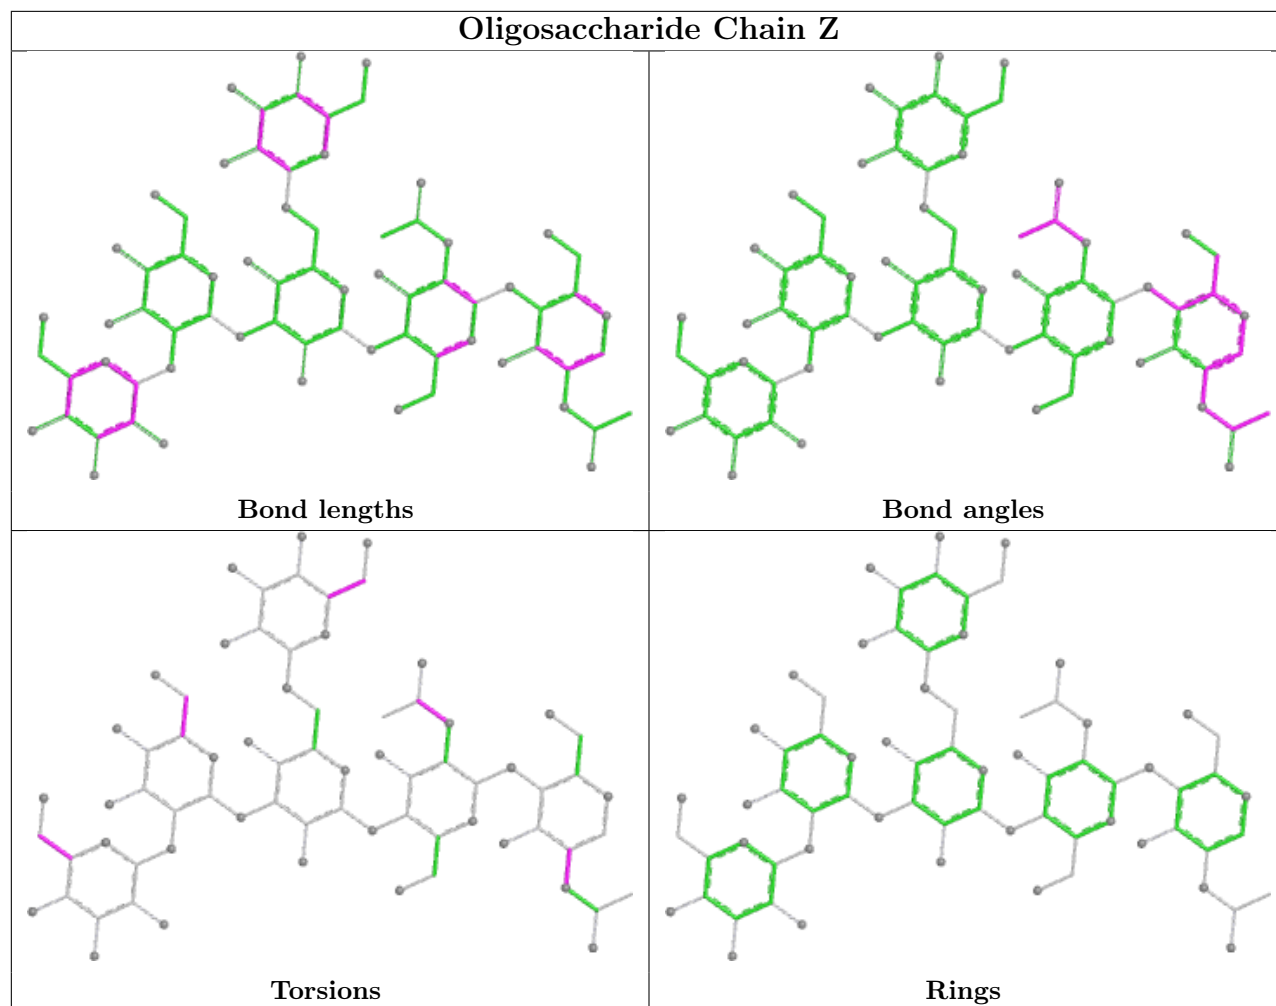 Oligosaccharide Chain Z
Bond lengths
Bond angles
Torsions
Rings